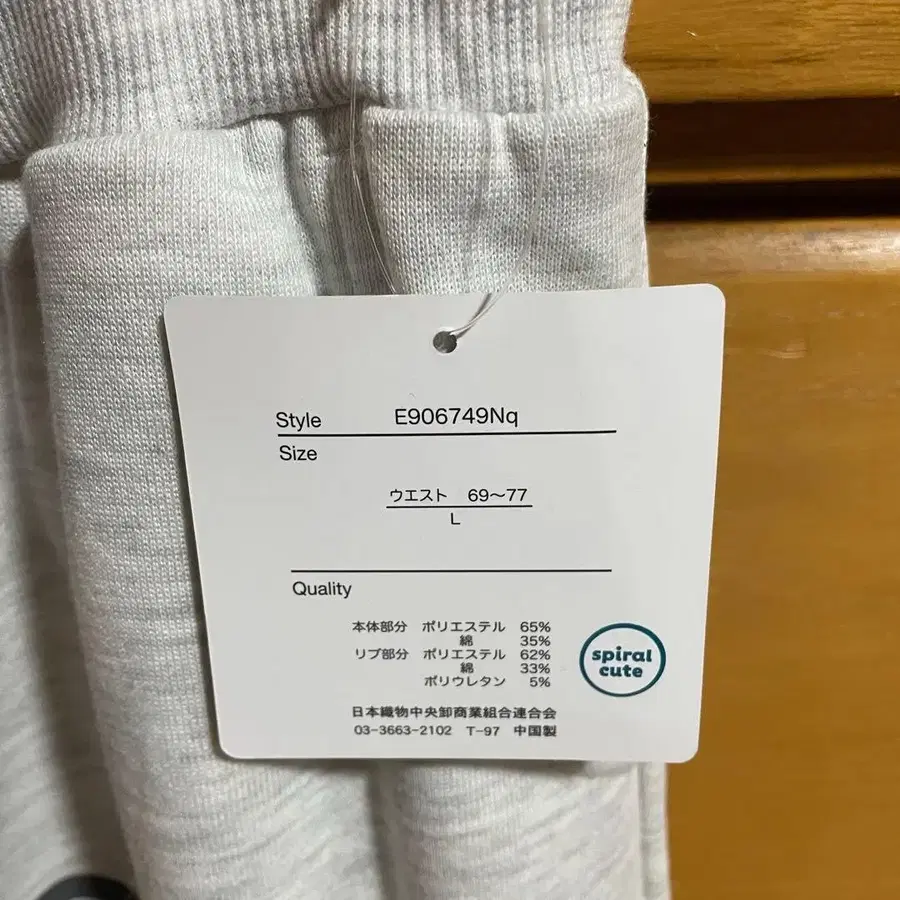 Style E906749Nq
Size
ウエスト 69～77
L
Quality
本体部分 ポリエステル 65%
綿 35%
リブ部分 ポリエステル 62%
綿 33%
ポリウレタン 5%
spiral
cute
日本織物中央卸商業組合連合会
03-3663-2102 T-97 中国製